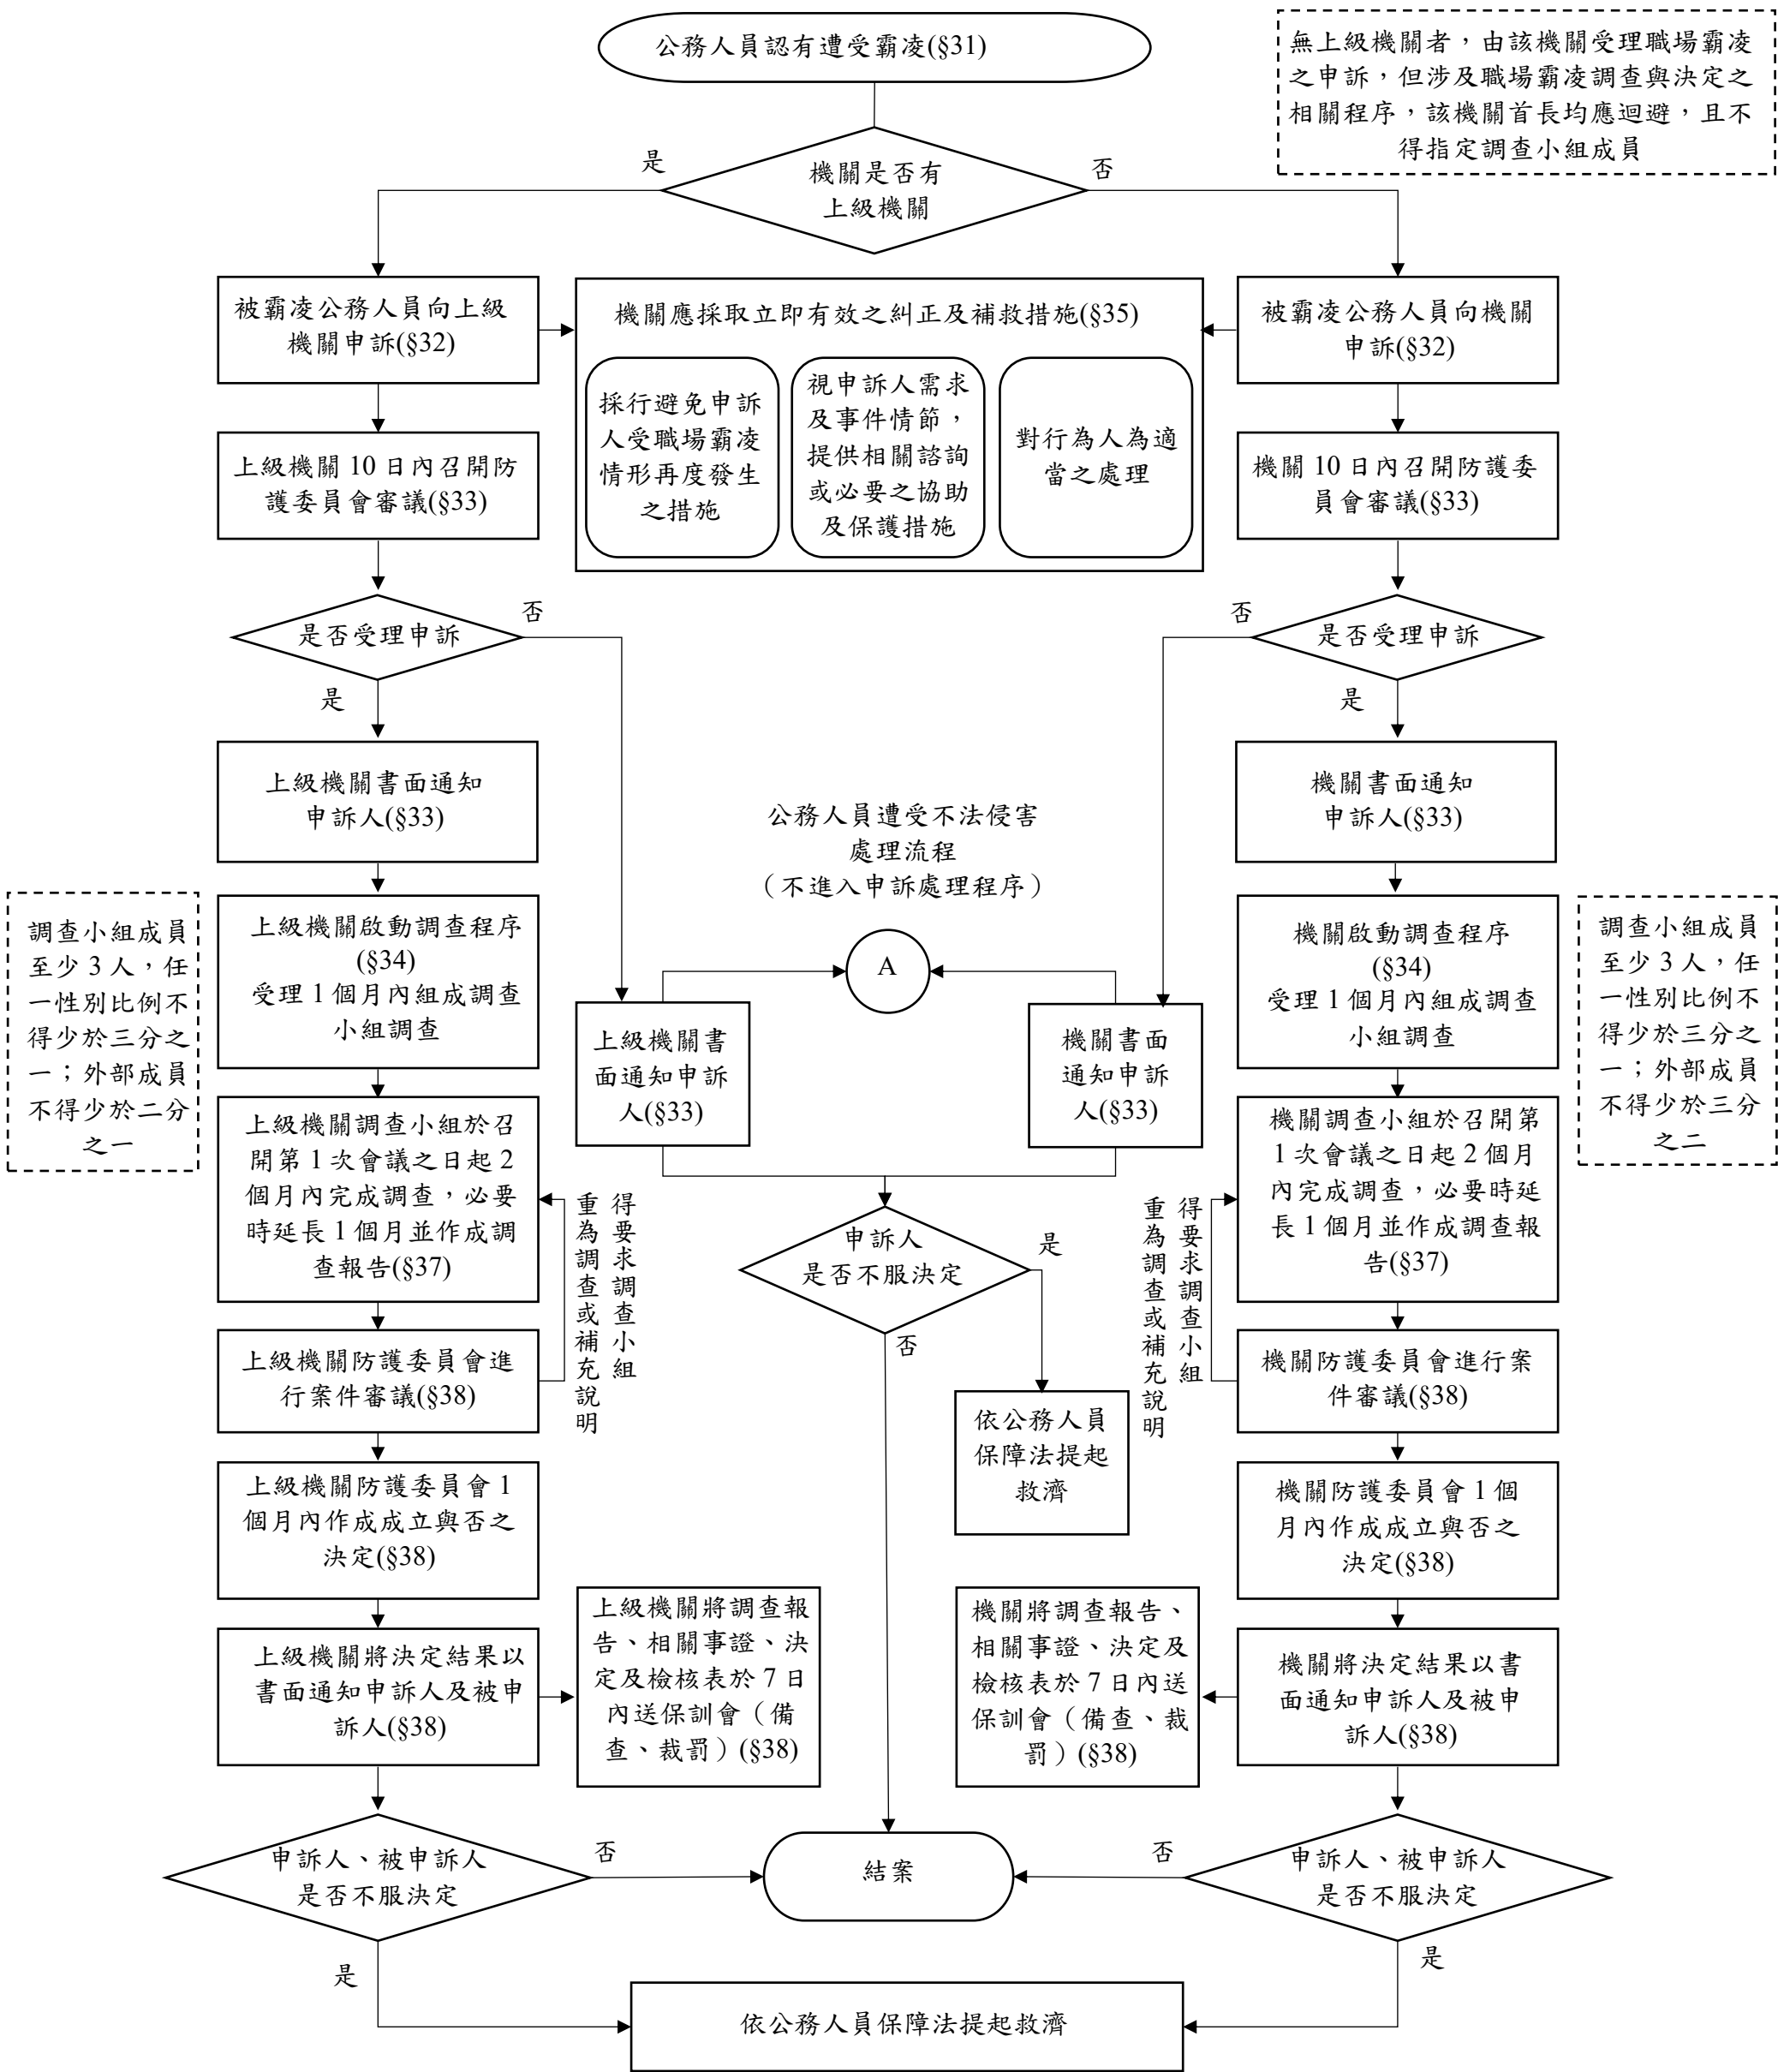 公務人員認有遭受霸凌(§31)
無上級機關者，由該機關受理職場霸凌
之申訴，但涉及職場霸凌調查與決定之
相關程序，該機關首長均應迴避，且不
得指定調查小組成員
機關是否有
上級機關
是
否
被霸凌公務人員向上級
機關申訴(§32)
機關應採取立即有效之糾正及補救措施(§35)
採行避免申訴
人受職場霸凌
情形再度發生
之措施
視申訴人需求
及事件情節，
提供相關諮詢
或必要之協助
及保護措施
對行為人為適
當之處理
被霸凌公務人員向機關
申訴(§32)
上級機關 10 日內召開防
護委員會審議(§33)
機關 10 日內召開防護委
員會審議(§33)
是否受理申訴
否
是
否
是否受理申訴
是
上級機關書面通知
申訴人(§33)
公務人員遭受不法侵害
處理流程
（不進入申訴處理程序）
機關書面通知
申訴人(§33)
調查小組成員
至少 3 人，任
一性別比例不
得少於三分之
一；外部成員
不得少於二分
之一
上級機關啟動調查程序
(§34)
受理 1 個月內組成調查
小組調查
A
機關啟動調查程序
(§34)
受理 1 個月內組成調查
小組調查
調查小組成員
至少 3 人，任
一性別比例不
得少於三分之
一；外部成員
不得少於三分
之二
上級機關書
面通知申訴
人(§33)
機關書面
通知申訴
人(§33)
上級機關調查小組於召
開第 1 次會議之日起 2
個月內完成調查，必要
時延長 1 個月並作成調
查報告(§37)
機關調查小組於召開第
1 次會議之日起 2 個月
內完成調查，必要時延
長 1 個月並作成調查報
告(§37)
得要求調查小組
重為調查或補充說明
申訴人
是否不服決定
是
否
得要求調查小組
重為調查或補充說明
上級機關防護委員會進
行案件審議(§38)
機關防護委員會進行案
件審議(§38)
依公務人員
保障法提起
救濟
上級機關防護委員會 1
個月內作成成立與否之
決定(§38)
機關防護委員會 1 個
月內作成成立與否之
決定(§38)
上級機關將決定結果以
書面通知申訴人及被申
訴人(§38)
上級機關將調查報
告、相關事證、決
定及檢核表於 7 日
內送保訓會（備
查、裁罰）(§38)
機關將調查報告、
相關事證、決定及
檢核表於 7 日內送
保訓會（備查、裁
罰）(§38)
機關將決定結果以書
面通知申訴人及被申
訴人(§38)
申訴人、被申訴人
是否不服決定
否
結案
否
申訴人、被申訴人
是否不服決定
是
是
依公務人員保障法提起救濟